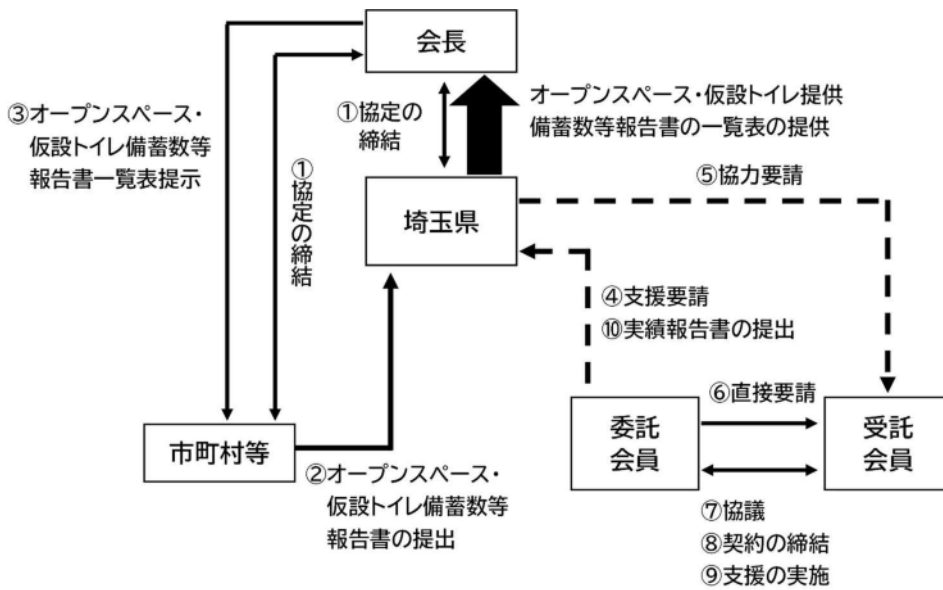 会長
③オープンスペース・
仮設トイレ備蓄数等
報告書一覧表提示
①協定の締結
①協定の
締結
オープンスペース・仮設トイレ提供
備蓄数等報告書の一覧表の提供
⑤協力要請
埼玉県
④支援要請
⑩実績報告書の提出
市町村等
②オープンスペース・
仮設トイレ備蓄数等
報告書の提出
⑥直接要請
委託
会員
受託
会員
⑦協議
⑧契約の締結
⑨支援の実施